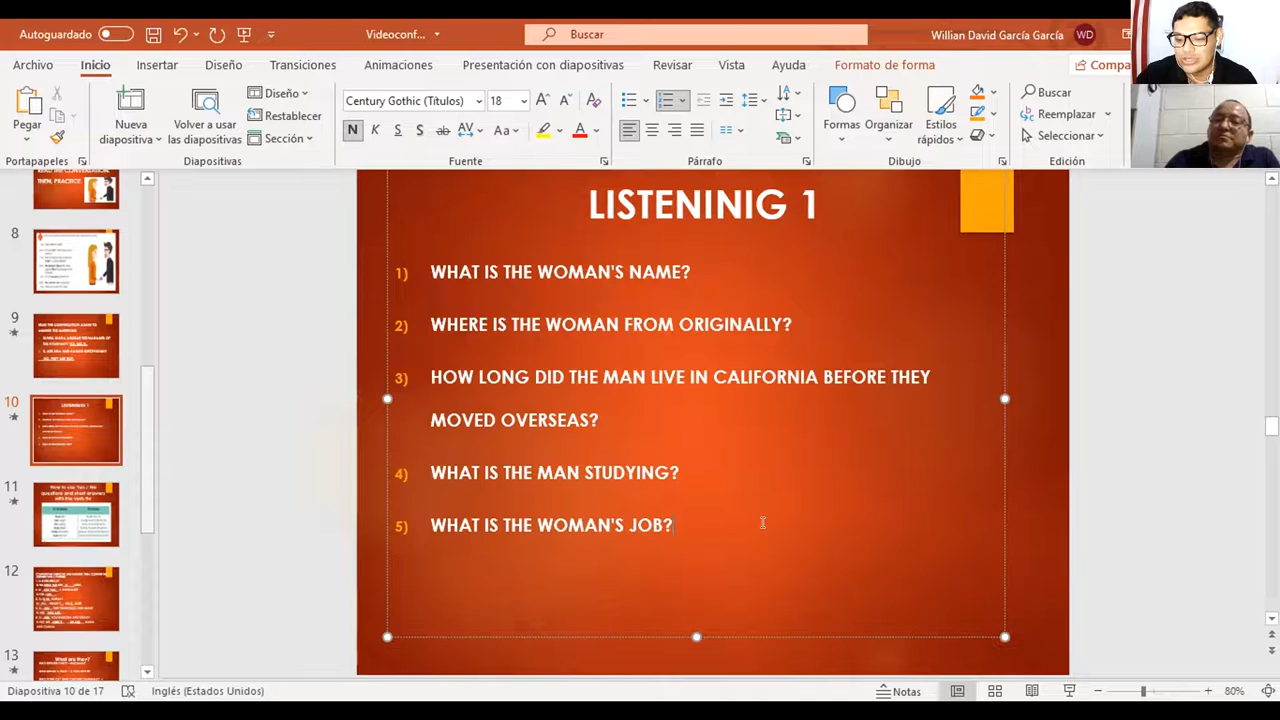 Autoguardado
Videoconf...
Buscar
Willian David García García
WD
Archivo
Inicio
Insertar
Diseño
Transiciones
Animaciones
Presentación con diapositivas
Revisar
Vista
Ayuda
Formato de forma
Compa
Pegar
Nueva
diapositiva
Volver a usar
las diapositivas
Diseño
Restablecer
Sección
Century Gothic (Títulos)
18
N K S S ab AV Aa
Formas
Organizar
Estilos
rápidos
Buscar
Reemplazar
Seleccionar
Portapapeles
Diapositivas
Fuente
Párrafo
Dibujo
Edición
8
9
10
11
12
13
What are they?
LISTENINIG 1
1) WHAT IS THE WOMAN'S NAME?
2) WHERE IS THE WOMAN FROM ORIGINALLY?
3) HOW LONG DID THE MAN LIVE IN CALIFORNIA BEFORE THEY
MOVED OVERSEAS?
4) WHAT IS THE MAN STUDYING?
5) WHAT IS THE WOMAN'S JOB?
Diapositiva 10 de 17
Inglés (Estados Unidos)
Notas
80%